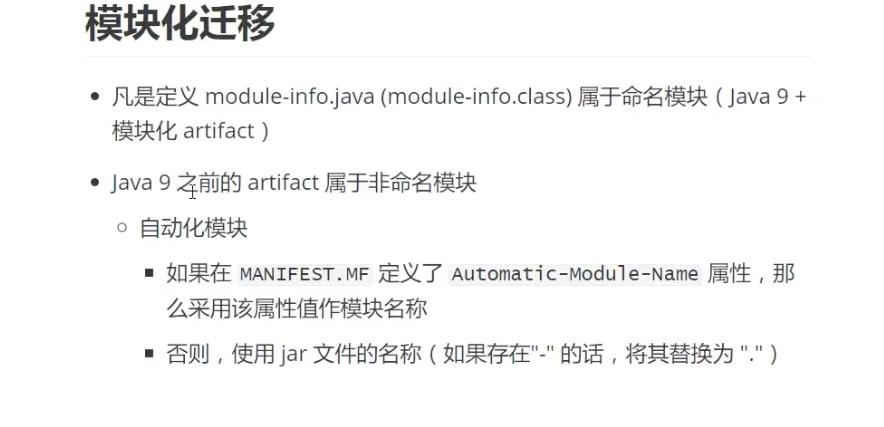 模块化迁移
凡是定义 module-info.java (module-info.class) 属于命名模块（ Java 9 +
模块化 artifact ）
Java 9 之前的 artifact 属于非命名模块
自动化模块
如果在 MANIFEST.MF 定义了 Automatic-Module-Name 属性，那
么采用该属性值作模块名称
否则，使用 jar 文件的名称（ 如果存在"-" 的话，将其替换为 "." ）